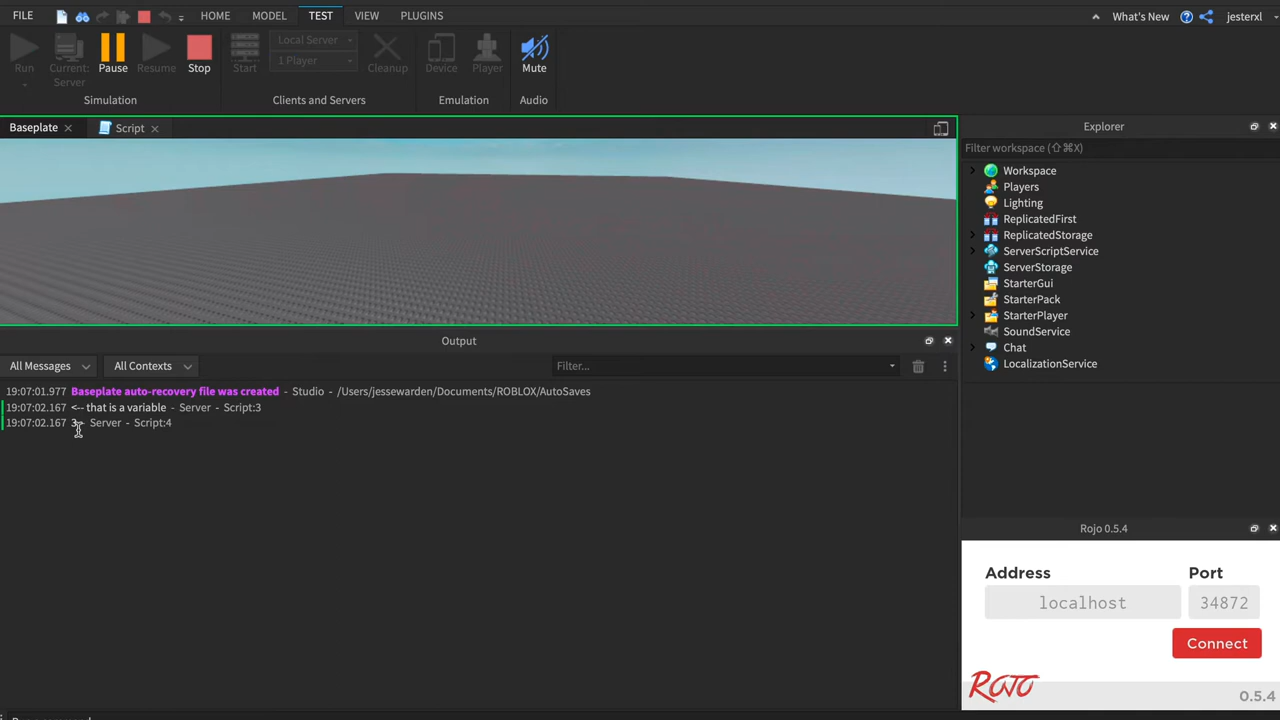 FILE HOME MODEL TEST VIEW PLUGINS What's New jesterxl
Run Current: Server Pause Resume Stop Start Local Server 1 Player Cleanup Device Player Mute
Simulation Clients and Servers Emulation Audio
Baseplate Script
Explorer
Filter workspace (⇧⌘X)
Workspace
Players
Lighting
ReplicatedFirst
ReplicatedStorage
ServerScriptService
ServerStorage
StarterGui
StarterPack
StarterPlayer
SoundService
Chat
LocalizationService
Output
All Messages All Contexts Filter...
19:07:01.977 Baseplate auto-recovery file was created - Studio - /Users/jessewarden/Documents/ROBLOX/AutoSaves
19:07:02.167 <-- that is a variable - Server - Script:3
19:07:02.167 3 - Server - Script:4
Rojo 0.5.4
Address Port
localhost 34872
Connect
ROJO 0.5.4